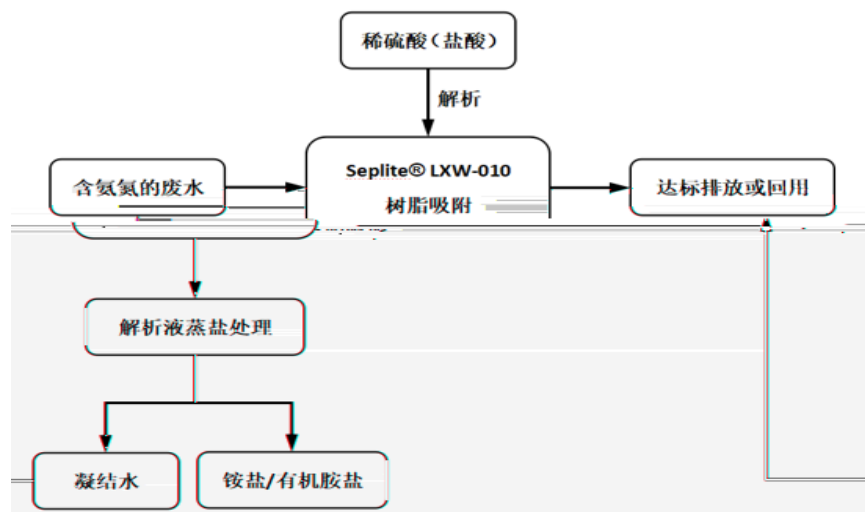 稀硫酸（盐酸）
解析
含氨氮的废水
Seplite® LXW-010
树脂吸附
达标排放或回用
解析液蒸盐处理
凝结水
铵盐/有机胺盐